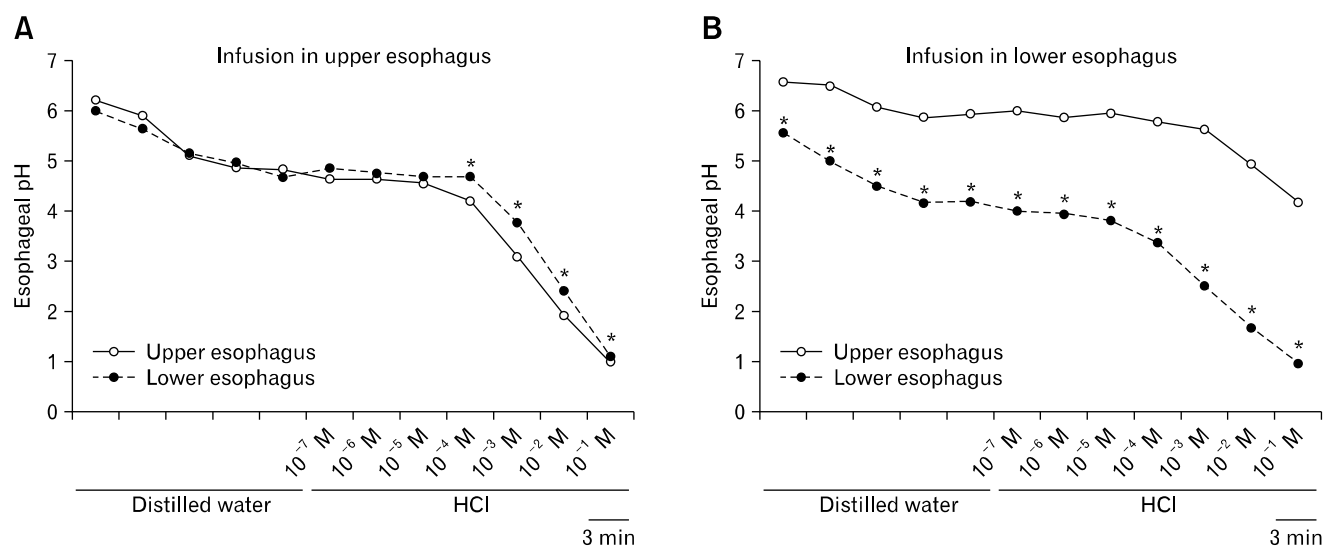 A
Infusion in upper esophagus
7
6
5
4
3
2
1
0
Esophageal pH
Upper esophagus
Lower esophagus
*
*
*
*
10⁻⁷ M
10⁻⁶ M
10⁻⁵ M
10⁻⁴ M
10⁻³ M
10⁻² M
10⁻¹ M
Distilled water
HCl
3 min
B
Infusion in lower esophagus
7
6
5
4
3
2
1
0
Esophageal pH
*
*
*
*
*
*
*
*
*
*
*
*
Upper esophagus
Lower esophagus
10⁻⁷ M
10⁻⁶ M
10⁻⁵ M
10⁻⁴ M
10⁻³ M
10⁻² M
10⁻¹ M
Distilled water
HCl
3 min